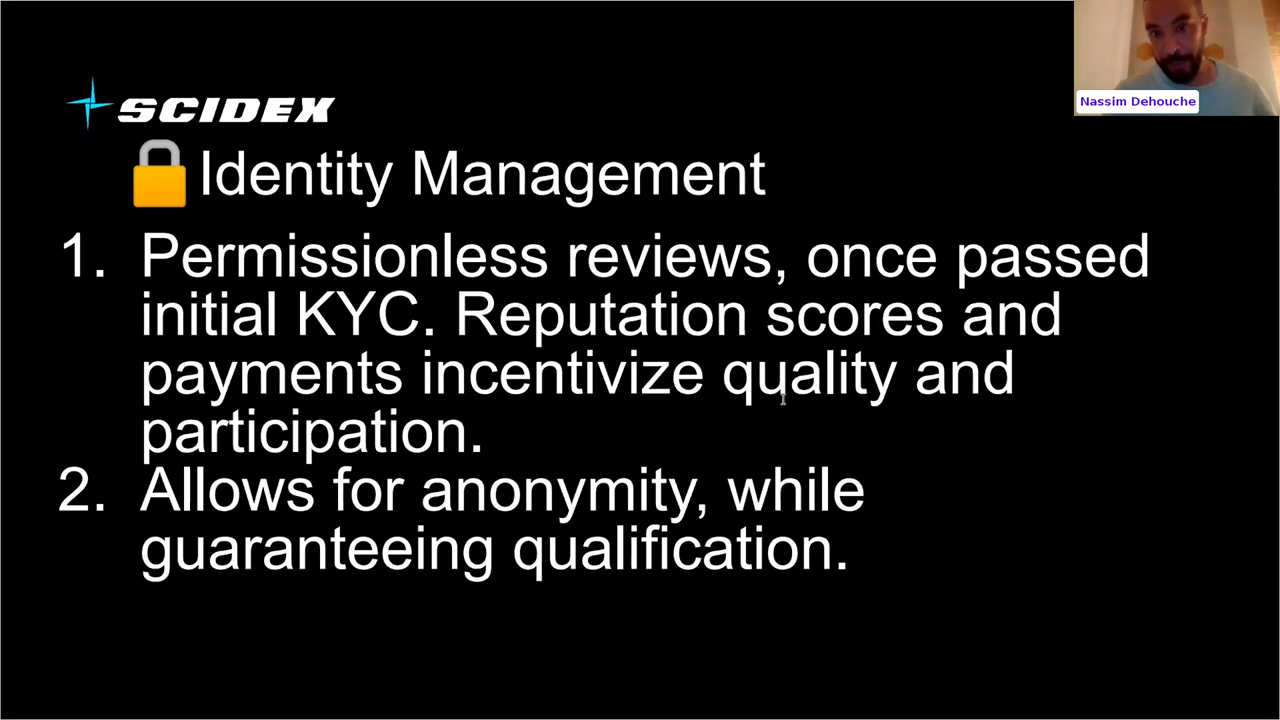 SCIDEX
Nassim Dehouche
Identity Management
1. Permissionless reviews, once passed
initial KYC. Reputation scores and
payments incentivize quality and
participation.
2. Allows for anonymity, while
guaranteeing qualification.